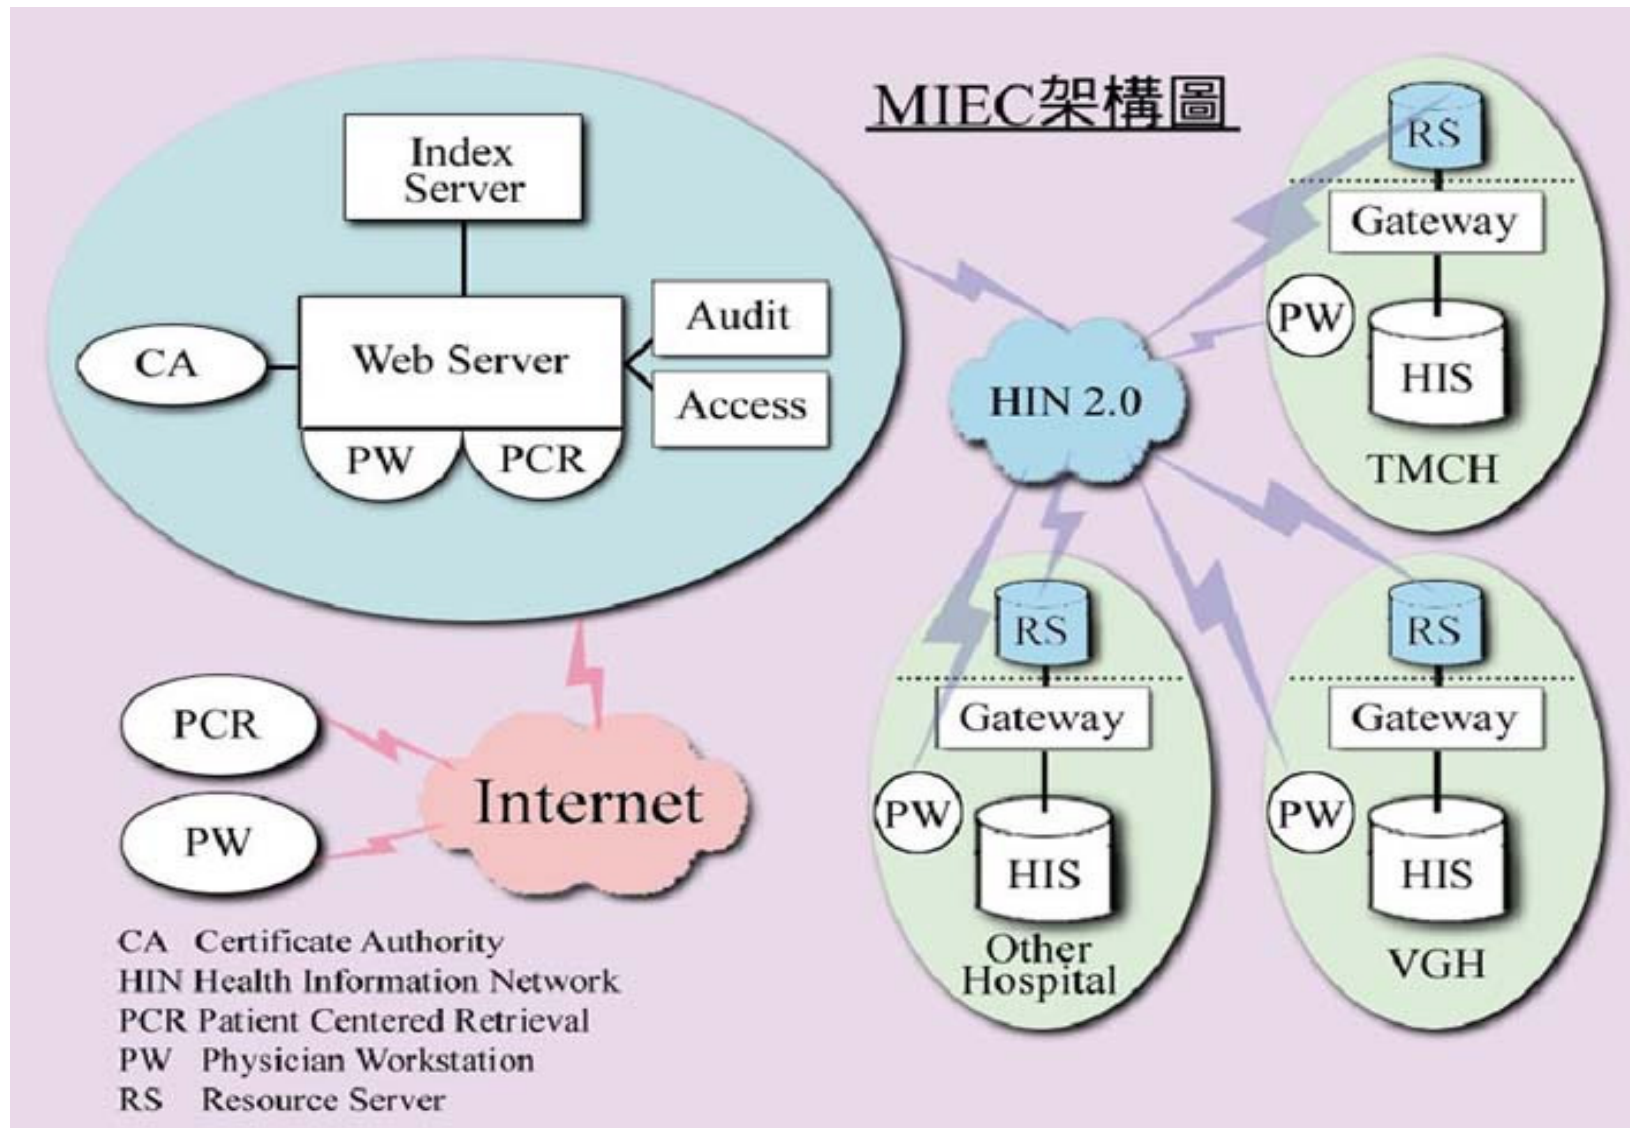 MIEC架構圖
Index
Server
CA
Web Server
Audit
Access
PW
PCR
HIN 2.0
RS
Gateway
PW
HIS
TMCH
RS
Gateway
PW
HIS
Other
Hospital
RS
Gateway
PW
HIS
VGH
PCR
PW
Internet
CA Certificate Authority
HIN Health Information Network
PCR Patient Centered Retrieval
PW Physician Workstation
RS Resource Server